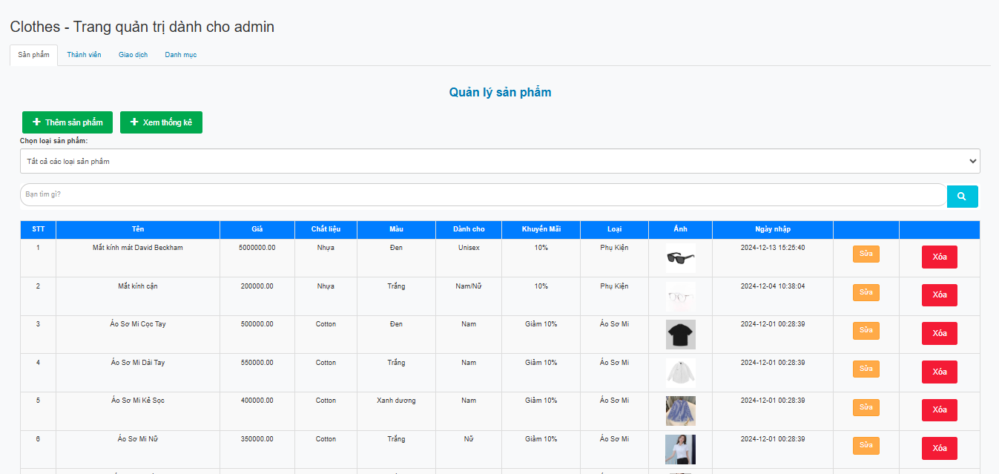 Clothes - Trang quản trị dành cho admin
Sản phẩm Thành viên Giao dịch Danh mục
Quản lý sản phẩm
Thêm sản phẩm Xem thống kê
Chọn loại sản phẩm:
Tất cả các loại sản phẩm
Bạn tìm gì?
STT Tên Giá Chất liệu Màu Dành cho Khuyến Mãi Loại Ảnh Ngày nhập
1 Mắt kính mát David Beckham 5000000.00 Nhựa Đen Unisex 10% Phụ Kiện 2024-12-13 15:25:40 Sửa Xóa
2 Mắt kính cận 200000.00 Nhựa Trắng Nam/Nữ 10% Phụ Kiện 2024-12-04 10:38:04 Sửa Xóa
3 Áo Sơ Mi Cọc Tay 500000.00 Cotton Đen Nam Giảm 10% Áo Sơ Mi 2024-12-01 00:28:39 Sửa Xóa
4 Áo Sơ Mi Dài Tay 550000.00 Cotton Trắng Nam Giảm 10% Áo Sơ Mi 2024-12-01 00:28:39 Sửa Xóa
5 Áo Sơ Mi Kẻ Sọc 400000.00 Cotton Xanh dương Nam Giảm 10% Áo Sơ Mi 2024-12-01 00:28:39 Sửa Xóa
6 Áo Sơ Mi Nữ 350000.00 Cotton Trắng Nữ Giảm 10% Áo Sơ Mi 2024-12-01 00:28:39 Sửa Xóa